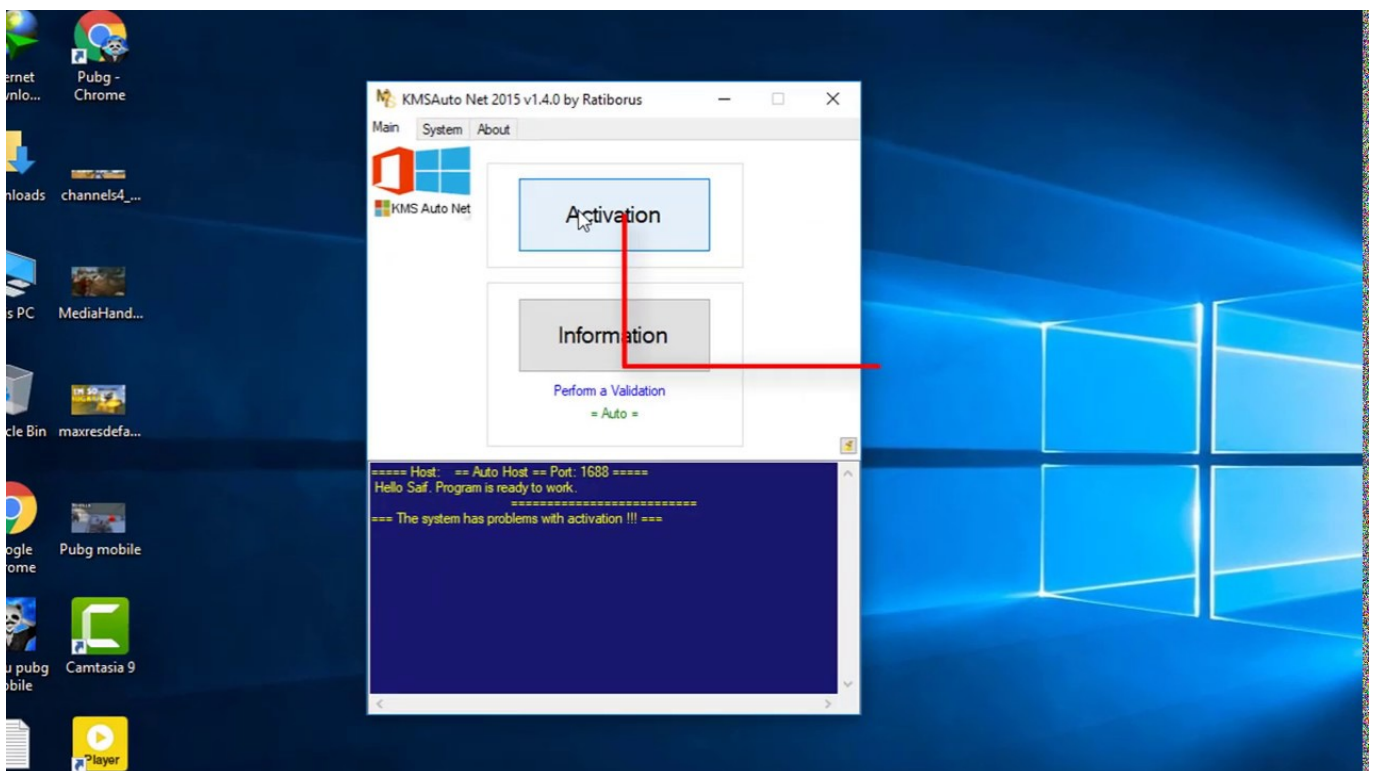 ernet
Pubg -
nlo...
Chrome
nloads
channels4_...
s PC
MediaHand...
cle Bin
maxresdefa...
ogle
Pubg mobile
rome
u pubg
Camtasia 9
obile
Player
KMSAuto Net 2015 v1.4.0 by Ratiborus
Main System About
KMS Auto Net
Activation
Information
Perform a Validation
= Auto =
===== Host: == Auto Host == Port: 1688 =====
Hello Saif. Program is ready to work.
==========================
=== The system has problems with activation !!! ===